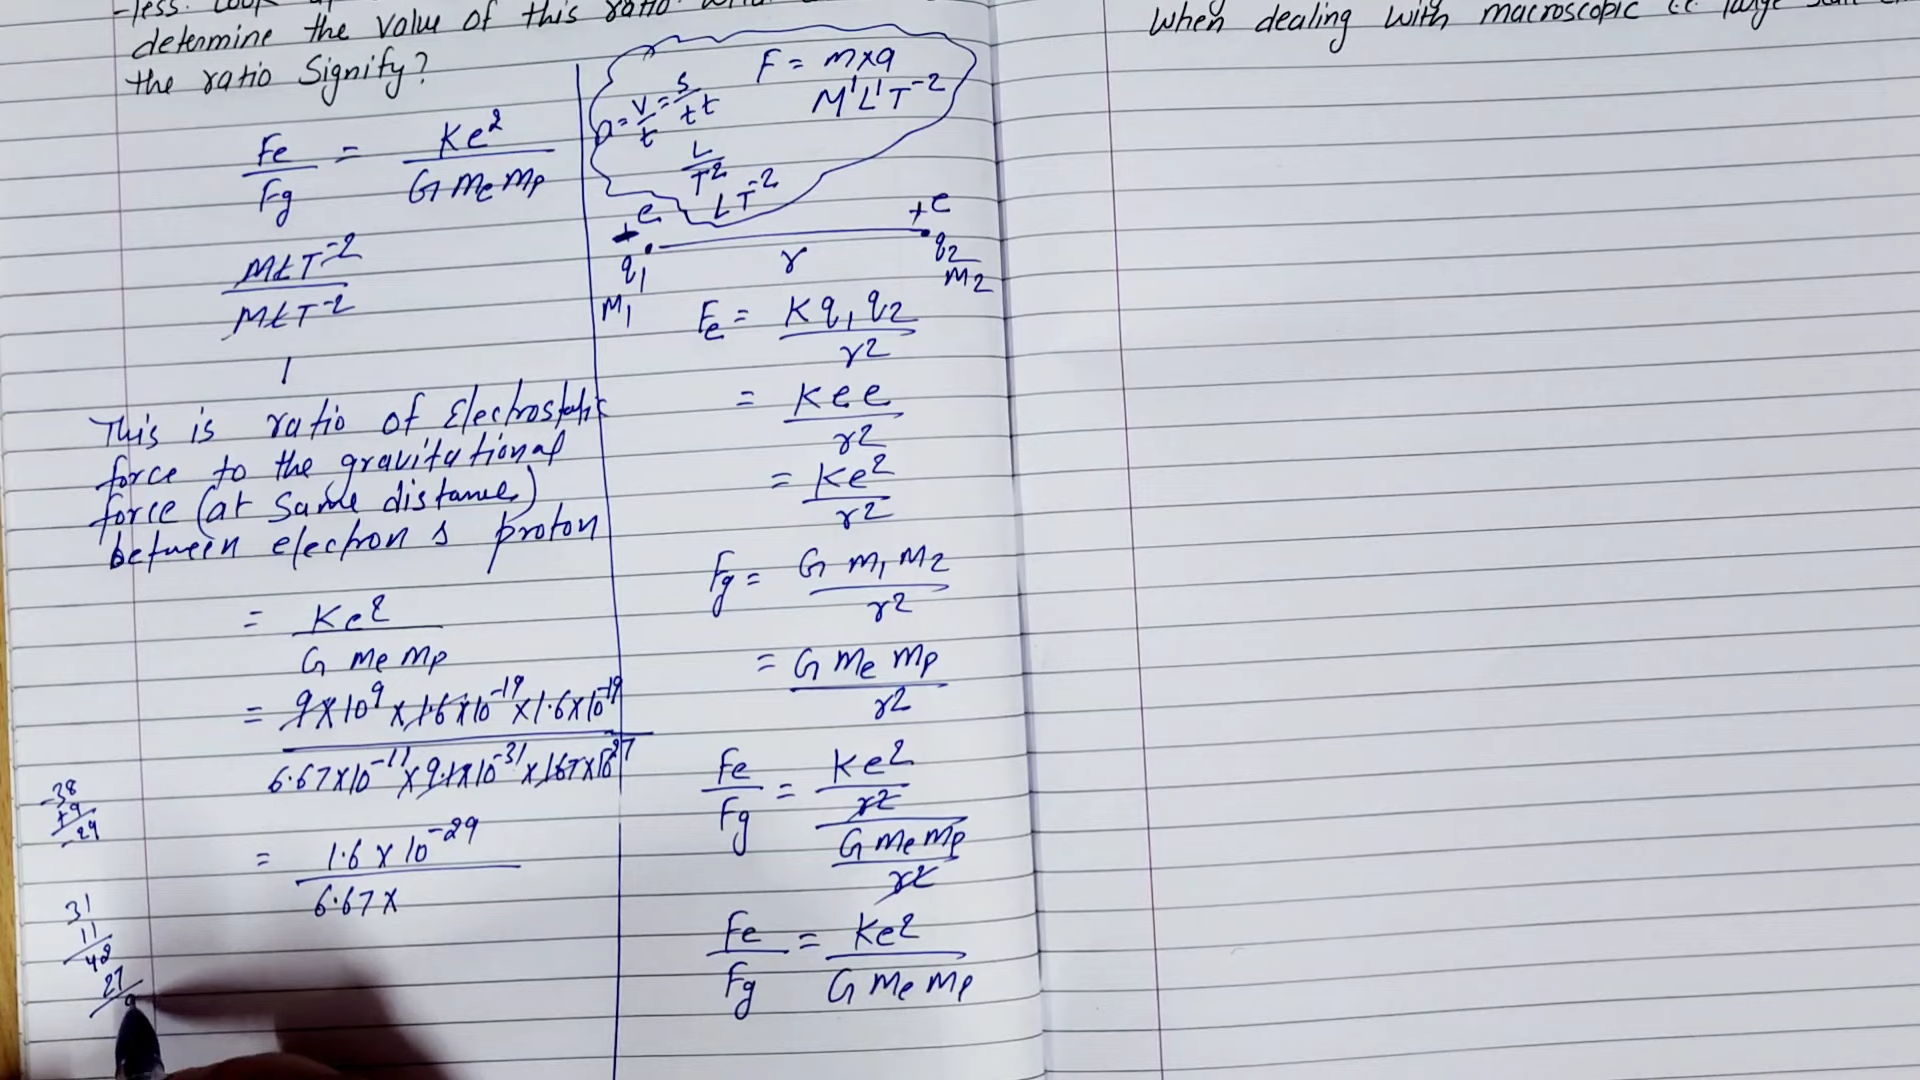 -less.
determine the value of this ratio.
the ratio Signify?
Fe/Fg = Ke²/G Me Mp
MLT⁻²/MLT⁻²
1
This is ratio of Electrostatic
force to the gravitational
force (at Same distance)
between electron & proton
= Ke²/G Me Mp
= 9×10⁹×1.6×10⁻¹⁹×1.6×10⁻¹⁹
6.67×10⁻¹¹×9.1×10⁻³¹×1.67×10⁻²⁷
= 1.6×10⁻²⁹
6.67×
-38
+9
-29
31
11
42
27
9
F = m×a
M¹L¹T⁻²
a = v/t = s/t t
L/T²
LT⁻²
e +e
q₁ r q₂
M₁ M₂
Fe = Kq₁q₂/r²
= Kee/r²
= Ke²/r²
Fg = G M₁ M₂/r²
= G Me Mp/r²
Fe/Fg = Ke²/r²
G Me Mp/r²
Fe/Fg = Ke²/G Me Mp
When dealing with macroscopic